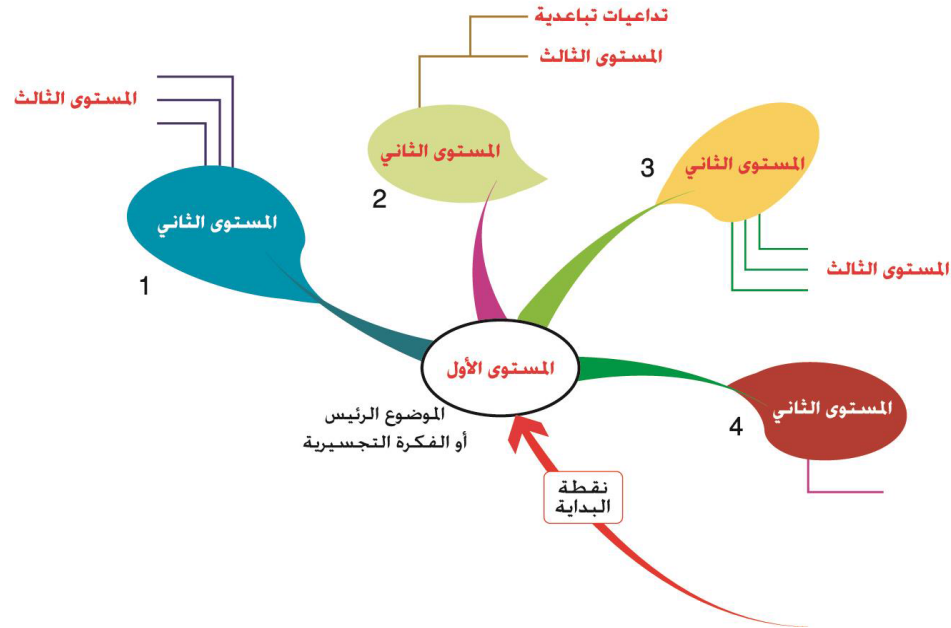 تداعيات تباعدية
المستوى الثالث
المستوى الثالث
المستوى الثاني
2
المستوى الثاني
3
المستوى الثاني
1
المستوى الثالث
المستوى الأول
الموضوع الرئيس
أو الفكرة التجسيرية
المستوى الثاني
4
نقطة
البداية